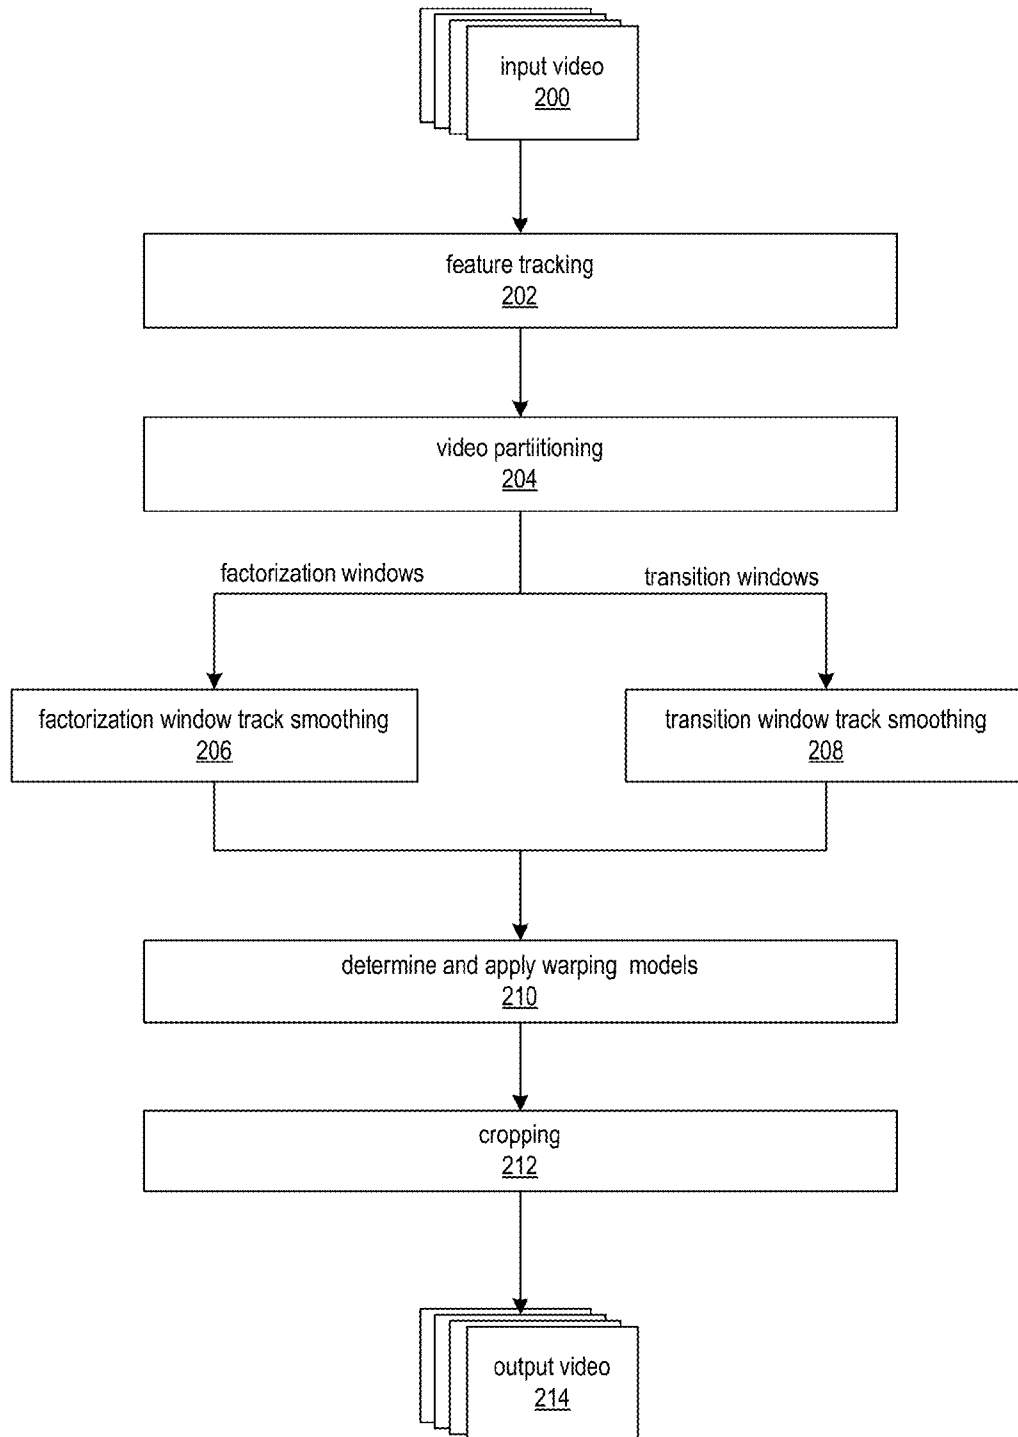 input video
200
feature tracking
202
video partiitioning
204
factorization windows
transition windows
factorization window track smoothing
206
transition window track smoothing
208
determine and apply warping models
210
cropping
212
output video
214